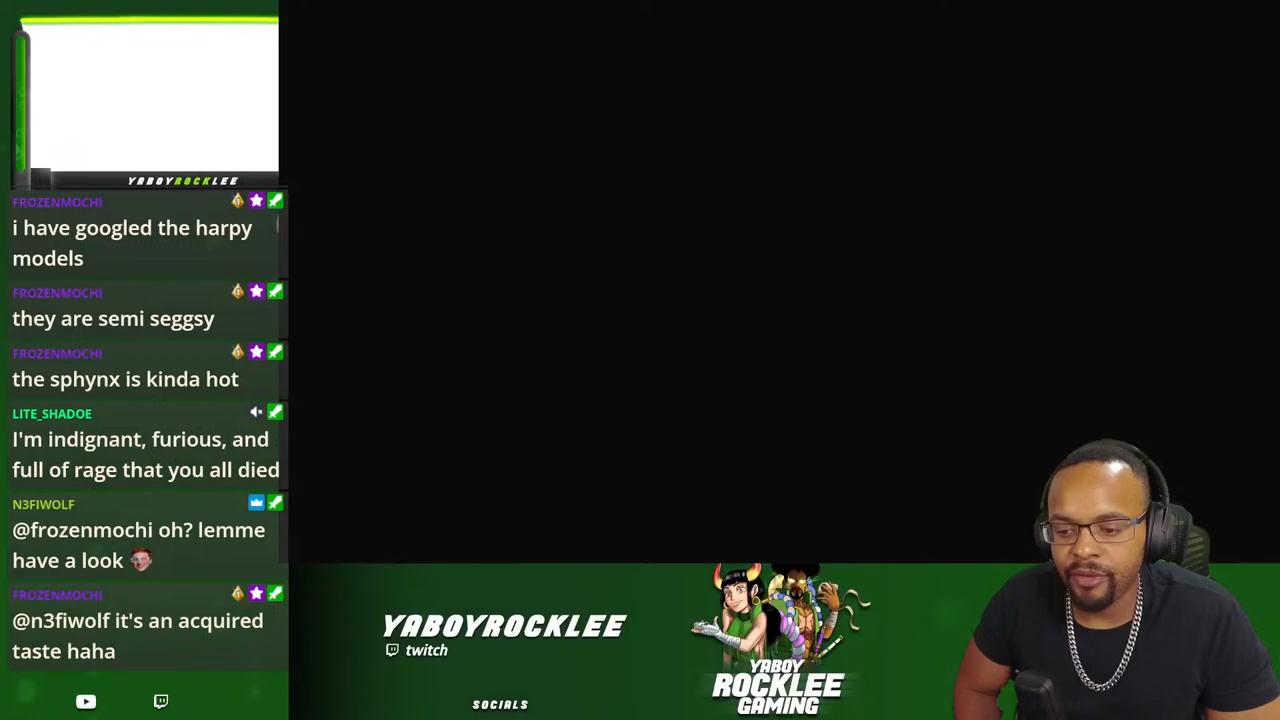 YABOYROCKLEE
FROZENMOCHI
i have googled the harpy
models
FROZENMOCHI
they are semi seggsy
FROZENMOCHI
the sphynx is kinda hot
LITE_SHADOE
I'm indignant, furious, and
full of rage that you all died
N3FIWOLF
@frozenmochi oh? lemme
have a look
FROZENMOCHI
@n3fiwolf it's an acquired
taste haha
YABOYROCKLEE
twitch
SOCIALS
YABOY
ROCKLEE
GAMING